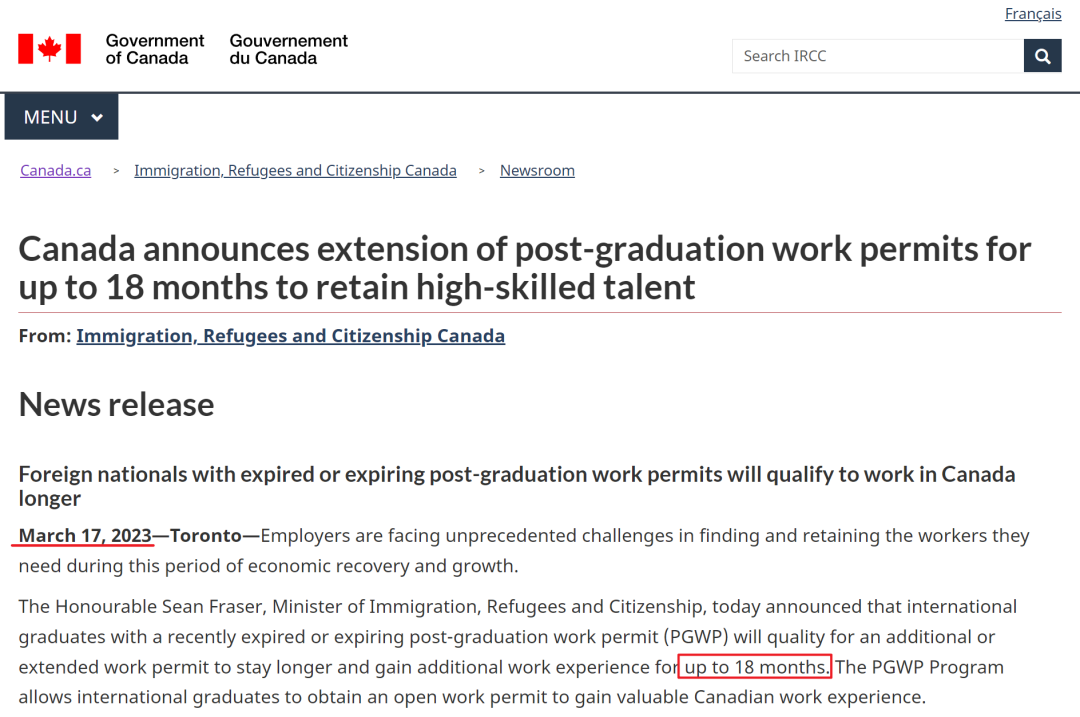 Français
Government of Canada
Gouvernement du Canada
Search IRCC
MENU
Canada.ca > Immigration, Refugees and Citizenship Canada > Newsroom
Canada announces extension of post-graduation work permits for
up to 18 months to retain high-skilled talent
From: Immigration, Refugees and Citizenship Canada
News release
Foreign nationals with expired or expiring post-graduation work permits will qualify to work in Canada
longer
March 17, 2023—Toronto—Employers are facing unprecedented challenges in finding and retaining the workers they
need during this period of economic recovery and growth.
The Honourable Sean Fraser, Minister of Immigration, Refugees and Citizenship, today announced that international
graduates with a recently expired or expiring post-graduation work permit (PGWP) will quality for an additional or
extended work permit to stay longer and gain additional work experience for up to 18 months. The PGWP Program
allows international graduates to obtain an open work permit to gain valuable Canadian work experience.